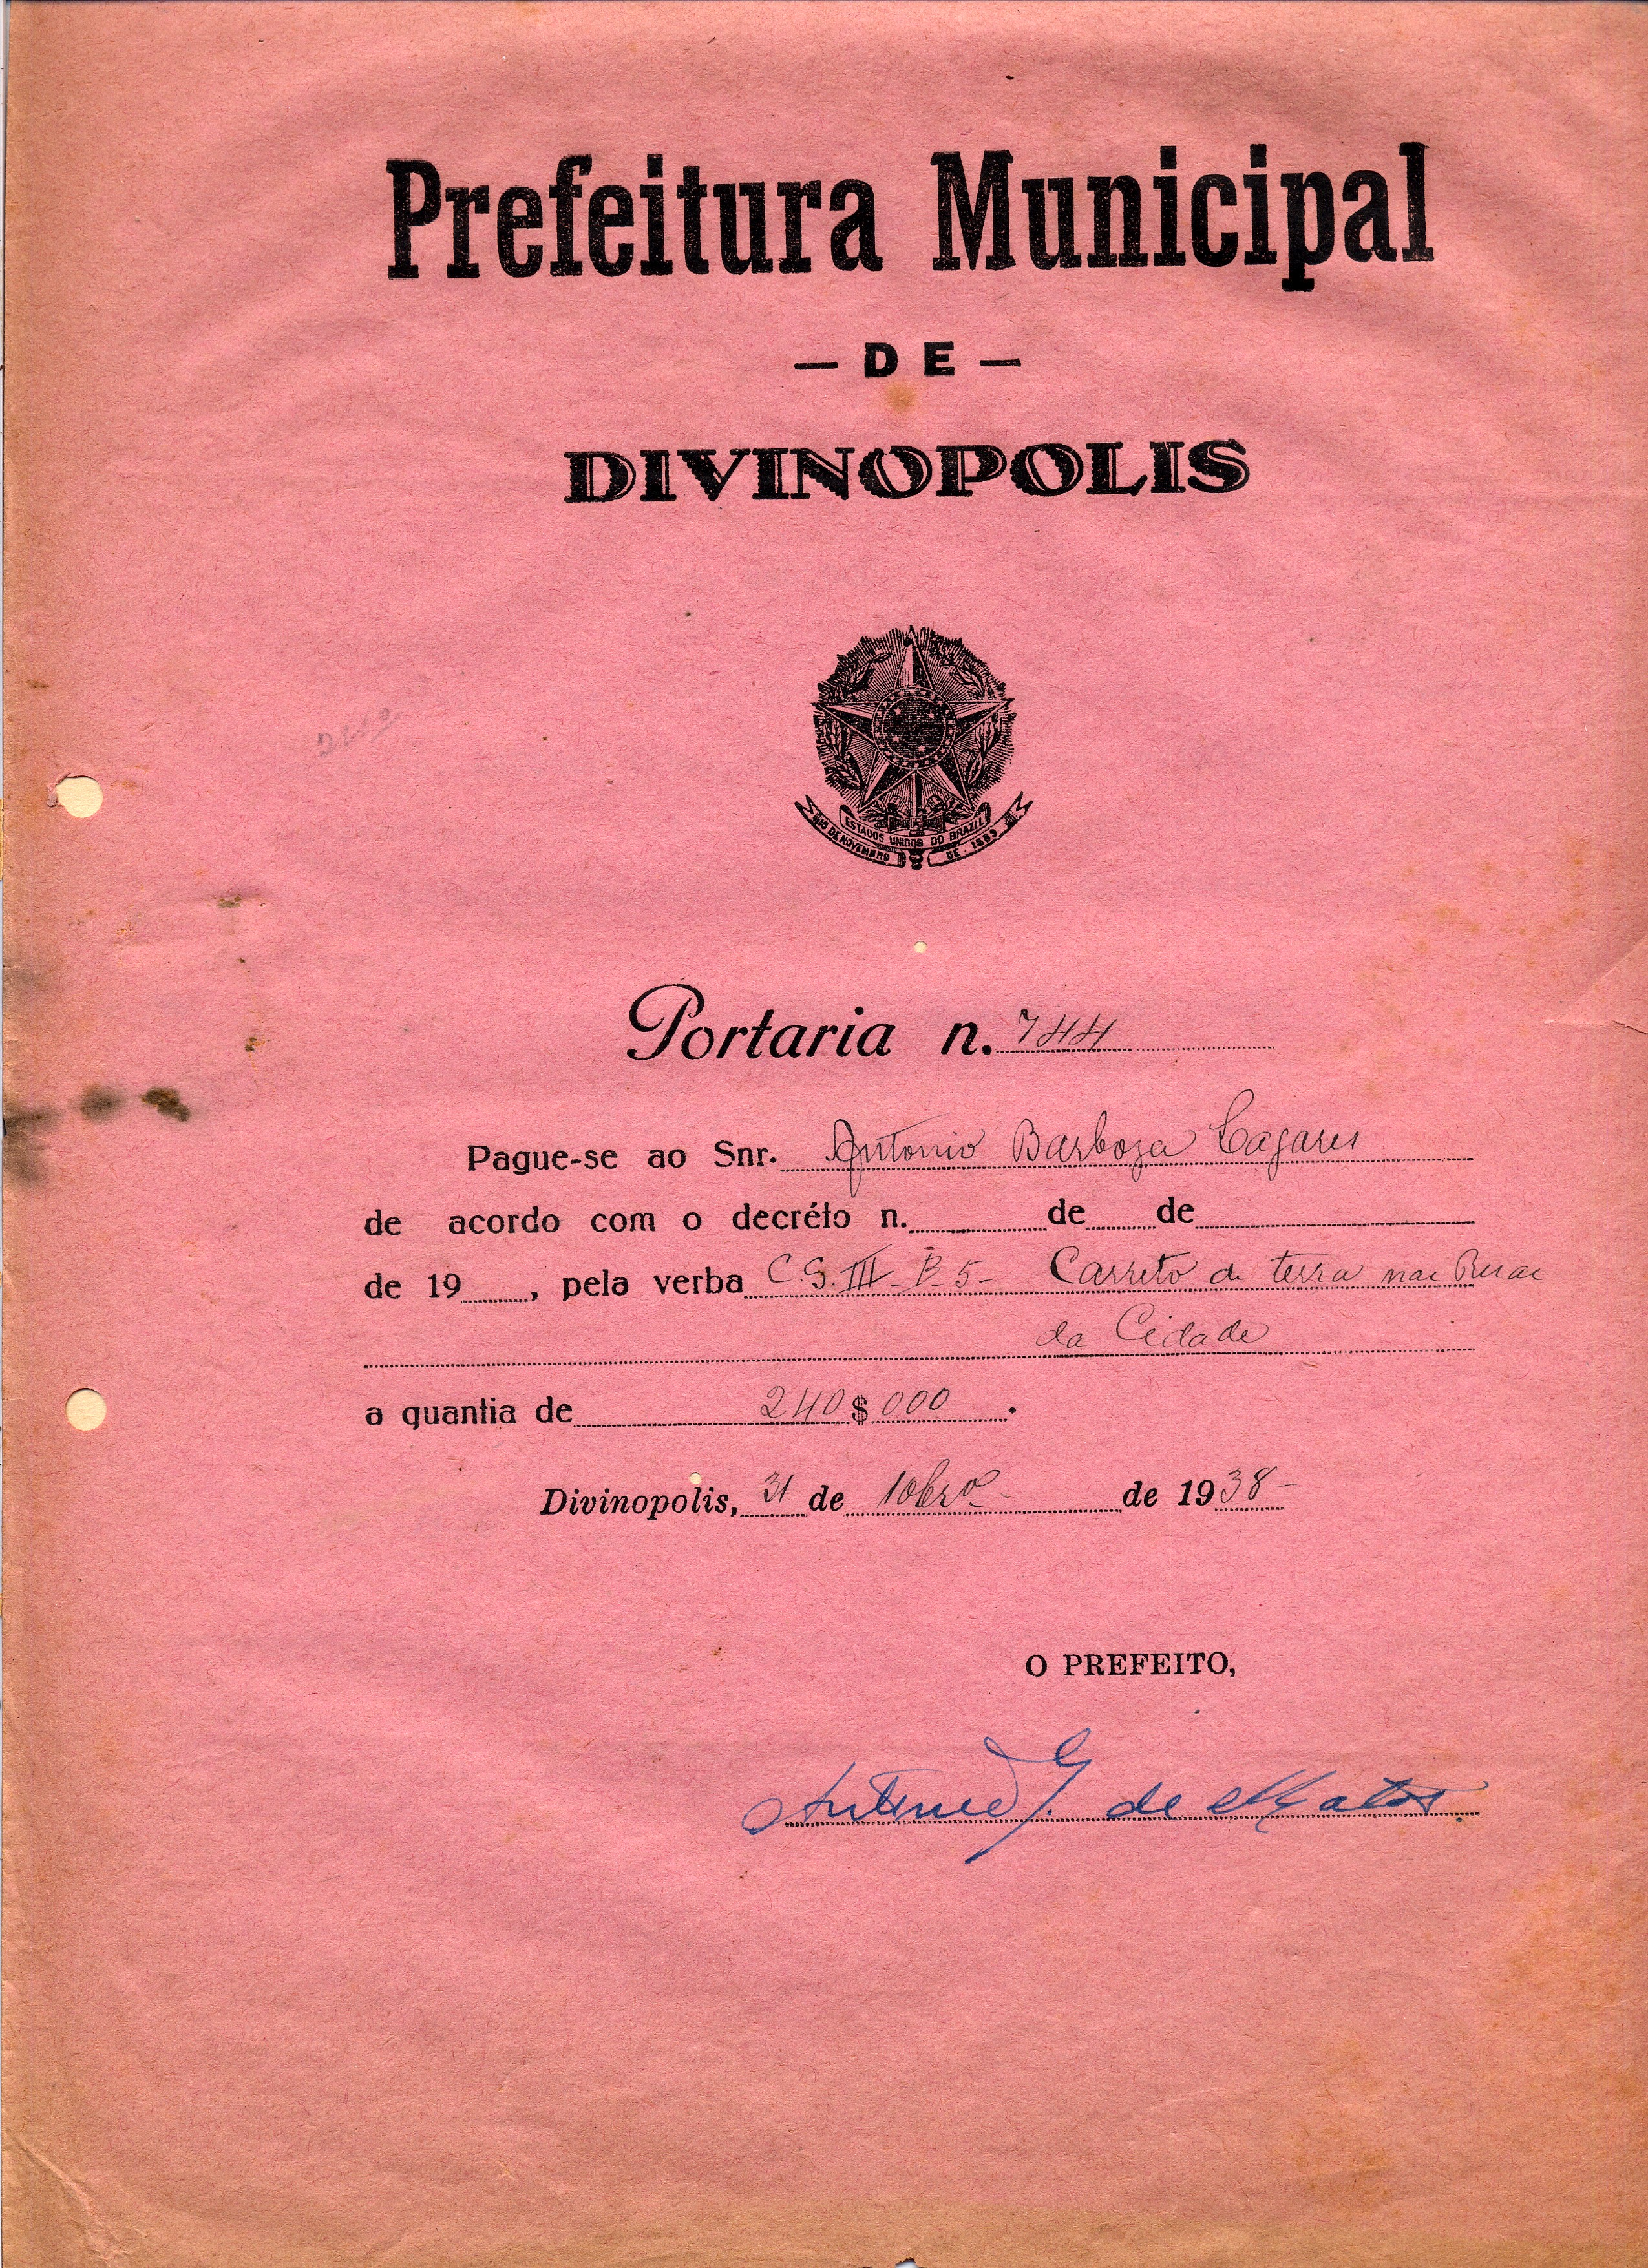 Prefeitura Municipal
— DE —
DIVINOPOLIS
ESTADOS UNIDOS DO BRAZIL
15 DE NOVEMBRO DE 1889
Portaria n. 744
Pague-se ao Snr. Antonio Barboza
de acordo com o decréto n. de de
de 19 , pela verba C.G. III - B - 5 - Carreto de terra nas Ruas
da Cidade
a quantia de 240$000.
Divinopolis, 31 de 10bro de 1938-
O PREFEITO,
Antonio G. de Matos